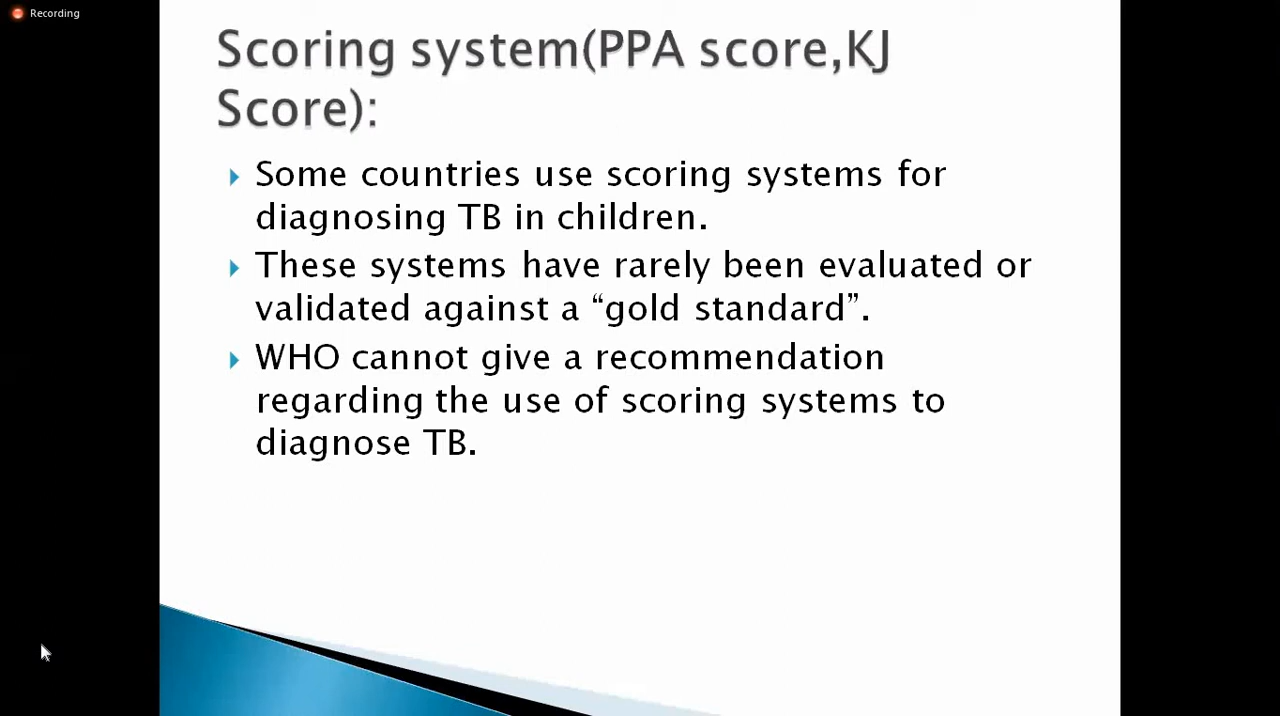 Recording
Scoring system(PPA score,KJ
Score):
Some countries use scoring systems for
diagnosing TB in children.
These systems have rarely been evaluated or
validated against a “gold standard”.
WHO cannot give a recommendation
regarding the use of scoring systems to
diagnose TB.